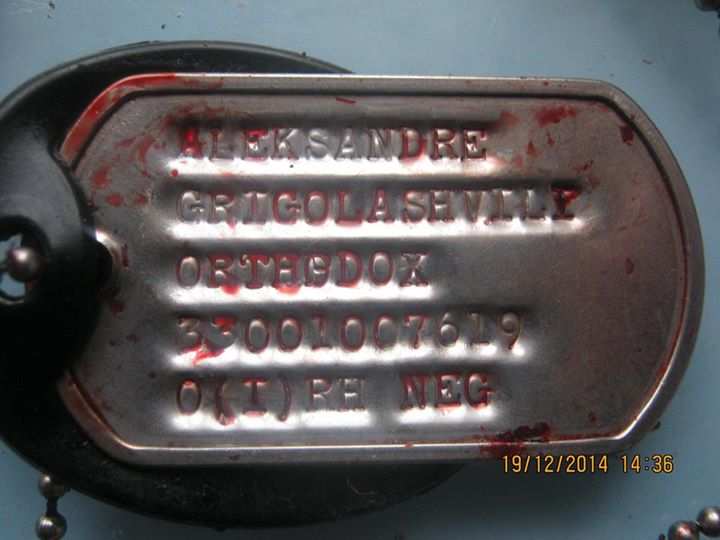 ALEKSANDRE
GRIGOLASHVILI
ORTHODOX
33001007619
O(I)RH NEG
19/12/2014 14:36